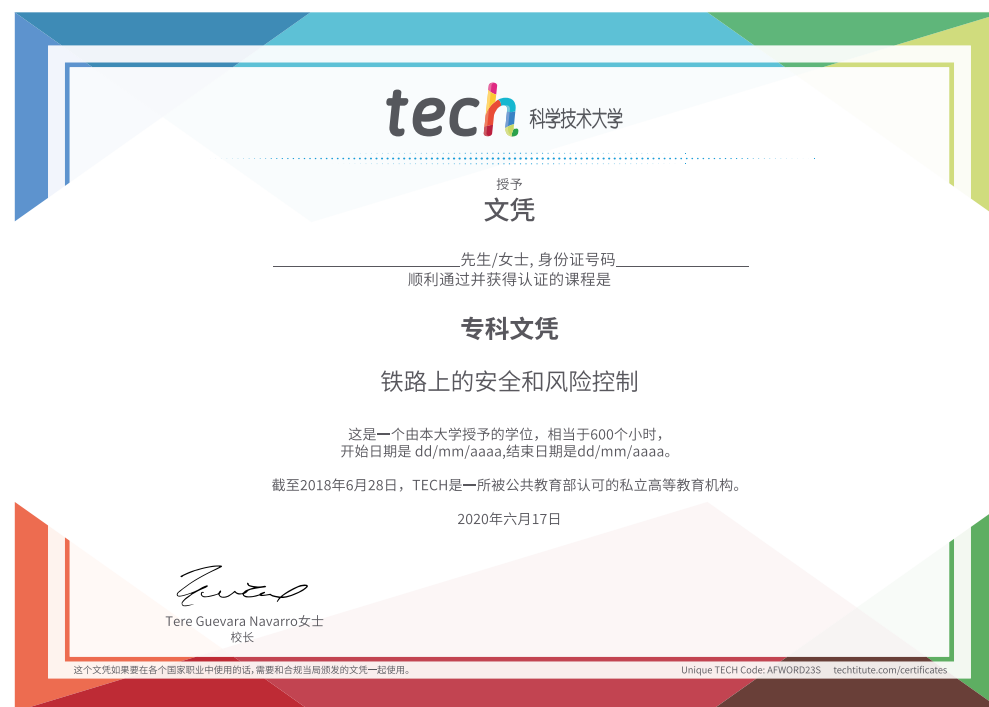 tech 科学技术大学
授予
文凭
先生/女士, 身份证号码
顺利通过并获得认证的课程是
专科文凭
铁路上的安全和风险控制
这是一个由本大学授予的学位，相当于600个小时，
开始日期是 dd/mm/aaaa,结束日期是dd/mm/aaaa。
截至2018年6月28日，TECH是一所被公共教育部认可的私立高等教育机构。
2020年六月17日
Tere Guevara Navarro女士
校长
这个文凭如果要在各个国家职业中使用的话,需要和合规当局颁发的文凭一起使用。
Unique TECH Code: AFWORD23S techtitute.com/certificates